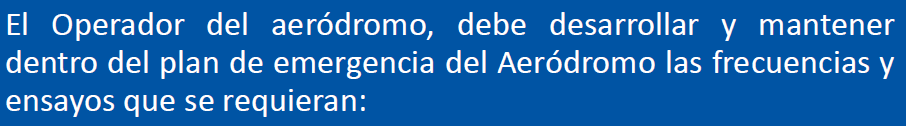 El Operador del aeródromo, debe desarrollar y mantener
dentro del plan de emergencia del Aeródromo las frecuencias y
ensayos que se requieran: